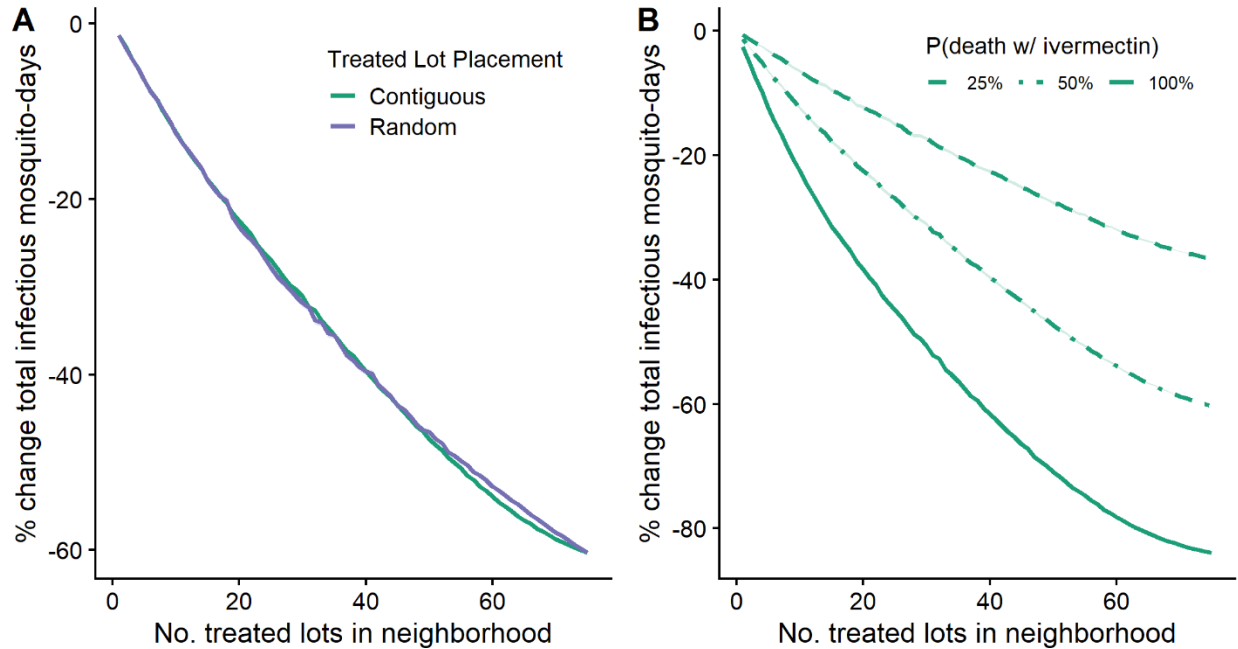 A
% change total infectious mosquito-days
0
-20
-40
-60
Treated Lot Placement
Contiguous
Random
0 20 40 60
No. treated lots in neighborhood
B
% change total infectious mosquito-days
0
-20
-40
-60
-80
P(death w/ ivermectin)
25% 50% 100%
0 20 40 60
No. treated lots in neighborhood